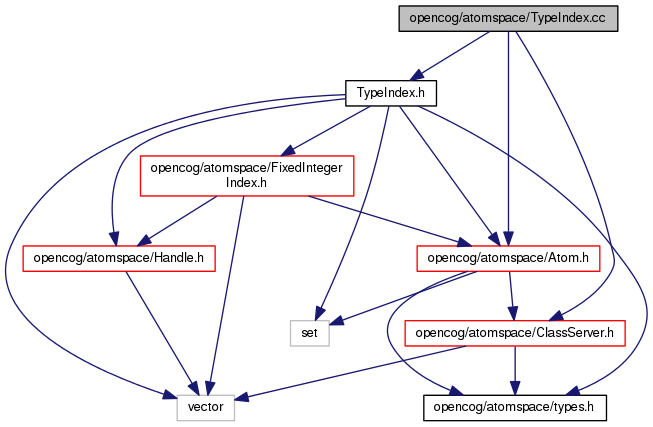 opencog/atomspace/TypeIndex.cc
TypeIndex.h
opencog/atomspace/FixedInteger
Index.h
opencog/atomspace/Handle.h
opencog/atomspace/Atom.h
set
opencog/atomspace/ClassServer.h
vector
opencog/atomspace/types.h